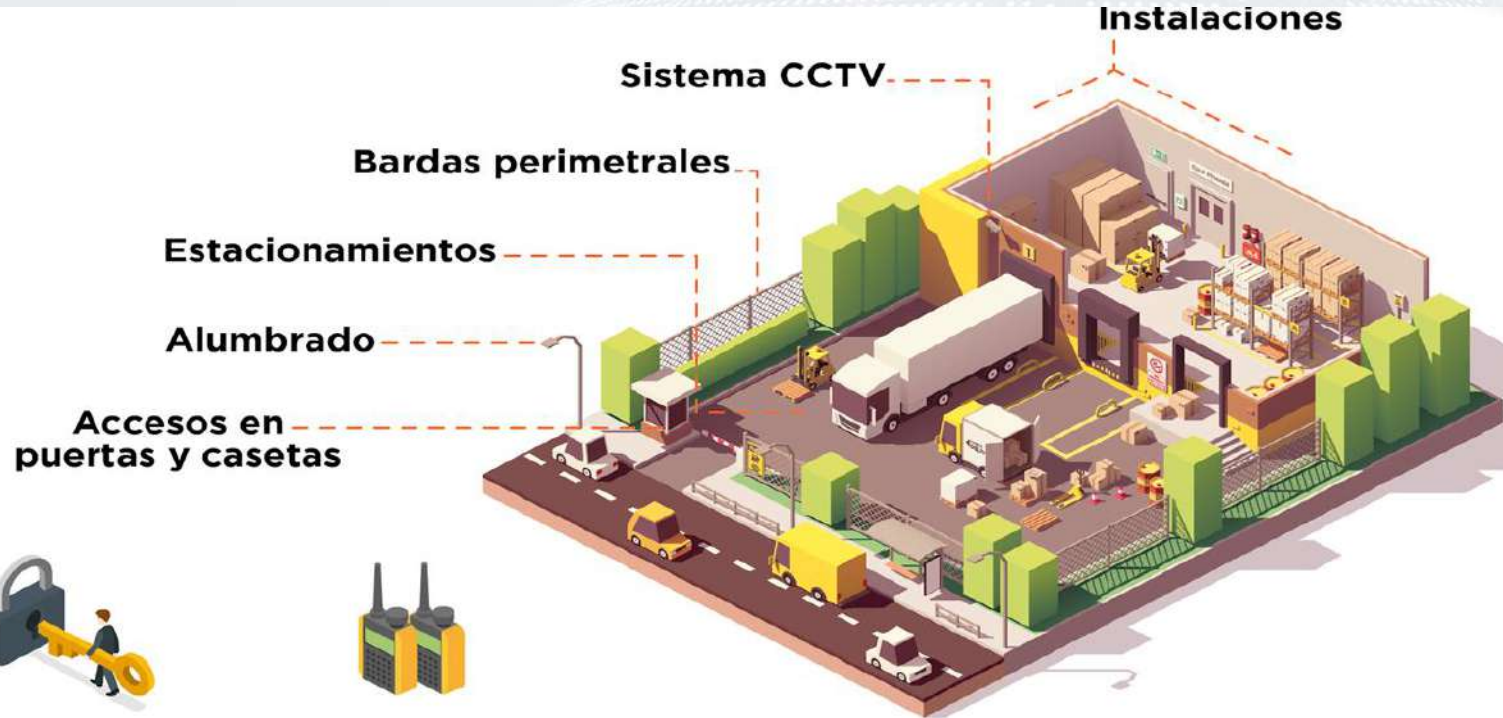 Instalaciones
Sistema CCTV
Bardas perimetrales
Estacionamientos
Alumbrado
Accesos en
puertas y casetas